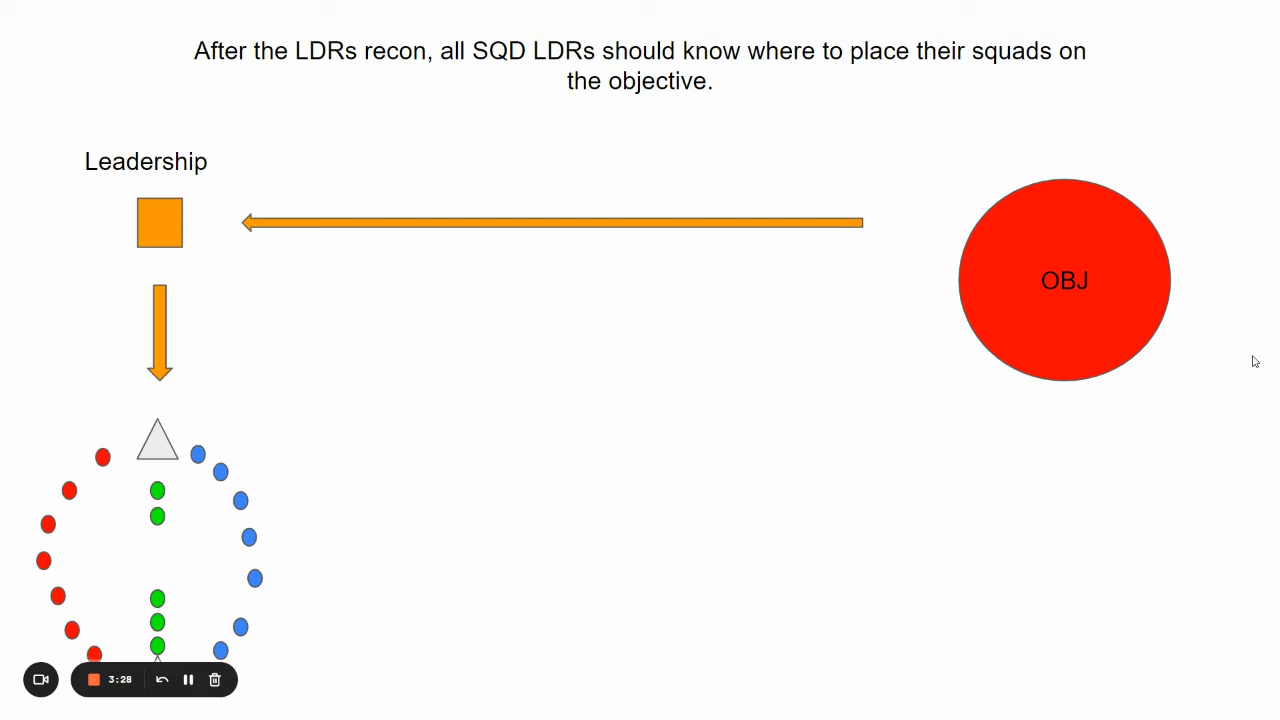 After the LDRs recon, all SQD LDRs should know where to place their squads on
the objective.
Leadership
OBJ
3:28